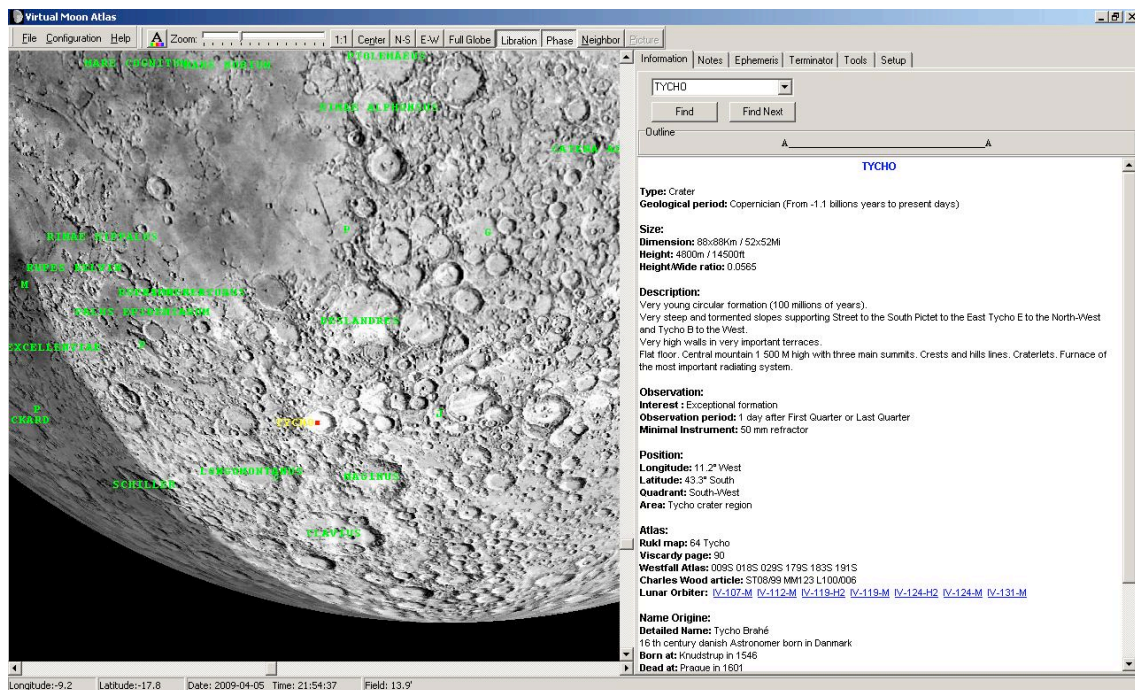 Virtual Moon Atlas
File Configuration Help A Zoom: 1:1 Center N-S E-W Full Globe Libration Phase Neighbor Picture
Information Notes Ephemeris Terminator Tools Setup
TYCHO
Find Find Next
Outline
A A
TYCHO
Type: Crater
Geological period: Copernician (From -1.1 billions years to present days)
Size:
Dimension: 88x88Km / 52x52Mi
Height: 4800m / 14500ft
Height/Wide ratio: 0.0565
Description:
Very young circular formation (100 millions of years).
Very steep and tormented slopes supporting Street to the South Pictet to the East Tycho E to the North-West
and Tycho B to the West.
Very high walls in very important terraces.
Flat floor. Central mountain 1 500 M high with three main summits. Crests and hills lines. Craterlets. Furnace of
the most important radiating system.
Observation:
Interest : Exceptional formation
Observation period: 1 day after First Quarter or Last Quarter
Minimal Instrument: 50 mm refractor
Position:
Longitude: 11.2° West
Latitude: 43.3° South
Quadrant: South-West
Area: Tycho crater region
Atlas:
Rukl map: 64 Tycho
Viscardy page: 90
Westfall Atlas: 009S 018S 029S 179S 183S 191S
Charles Wood article: ST08/99 MM123 L100/006
Lunar Orbiter: IV-107-M IV-112-M IV-119-H2 IV-119-M IV-124-H2 IV-124-M IV-131-M
Name Origine:
Detailed Name: Tycho Brahé
16 th century danish Astronomer born in Danmark
Born at: Knudstrup in 1546
Dead at: Prague in 1601
MARE COGNITUM
PTOLEMAEUS
RIMAE ALPHONSUS
P
G
RUPES KELVIN
M
PALUS EPIDEMIARUM
DESLANDRES
EXCELLENTIAE
P
J
TYCHO
LONGOMONTANUS
MAGINUS
SCHILLER
CLAVIUS
Longitude:-9.2 Latitude:-17.8 Date: 2009-04-05 Time: 21:54:37 Field: 13.9'